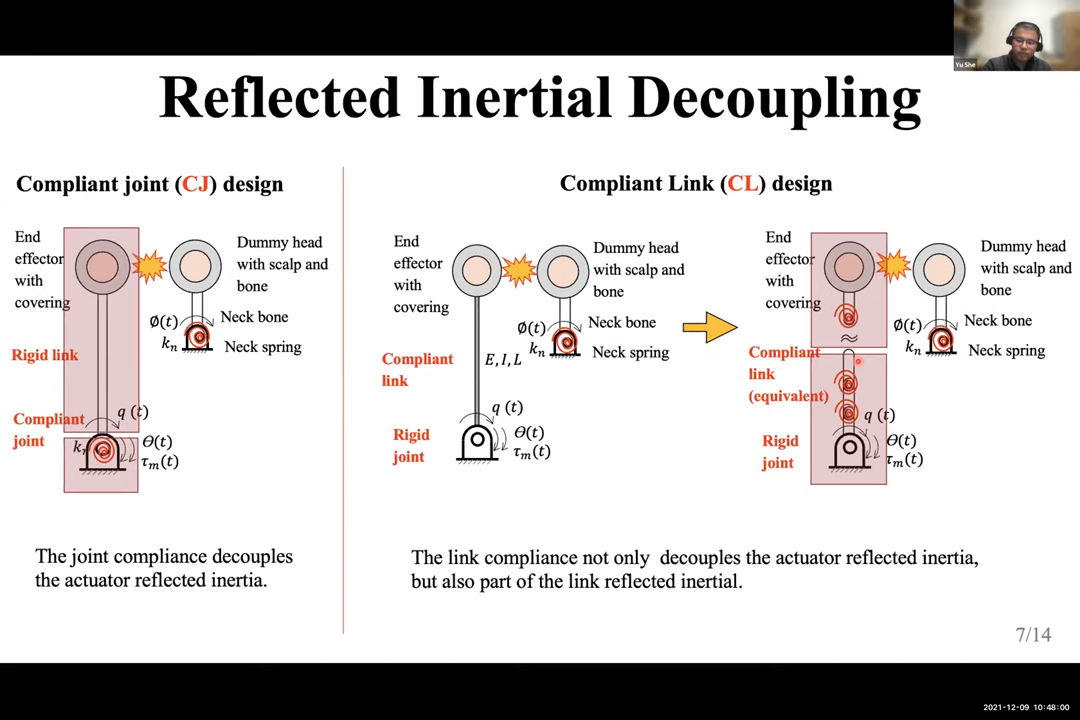 Yu She
Reflected Inertial Decoupling
Compliant joint (CJ) design
End
effector
with
covering
Dummy head
with scalp and
bone
Ø(t)
Neck bone
kₙ
Neck spring
Rigid link
q (t)
Compliant
joint
Θ(t)
τₘ(t)
The joint compliance decouples
the actuator reflected inertia.
Compliant Link (CL) design
End
effector
with
covering
Dummy head
with scalp and
bone
Ø(t)
Neck bone
kₙ
Neck spring
Compliant
link
E, I, L
q (t)
Rigid
joint
Θ(t)
τₘ(t)
End
effector
with
covering
Dummy head
with scalp and
bone
Ø(t)
Neck bone
kₙ
Neck spring
≈
Compliant
link
(equivalent)
q (t)
Rigid
joint
Θ(t)
τₘ(t)
The link compliance not only decouples the actuator reflected inertia,
but also part of the link reflected inertial.
7/14
2021-12-09 10:48:00